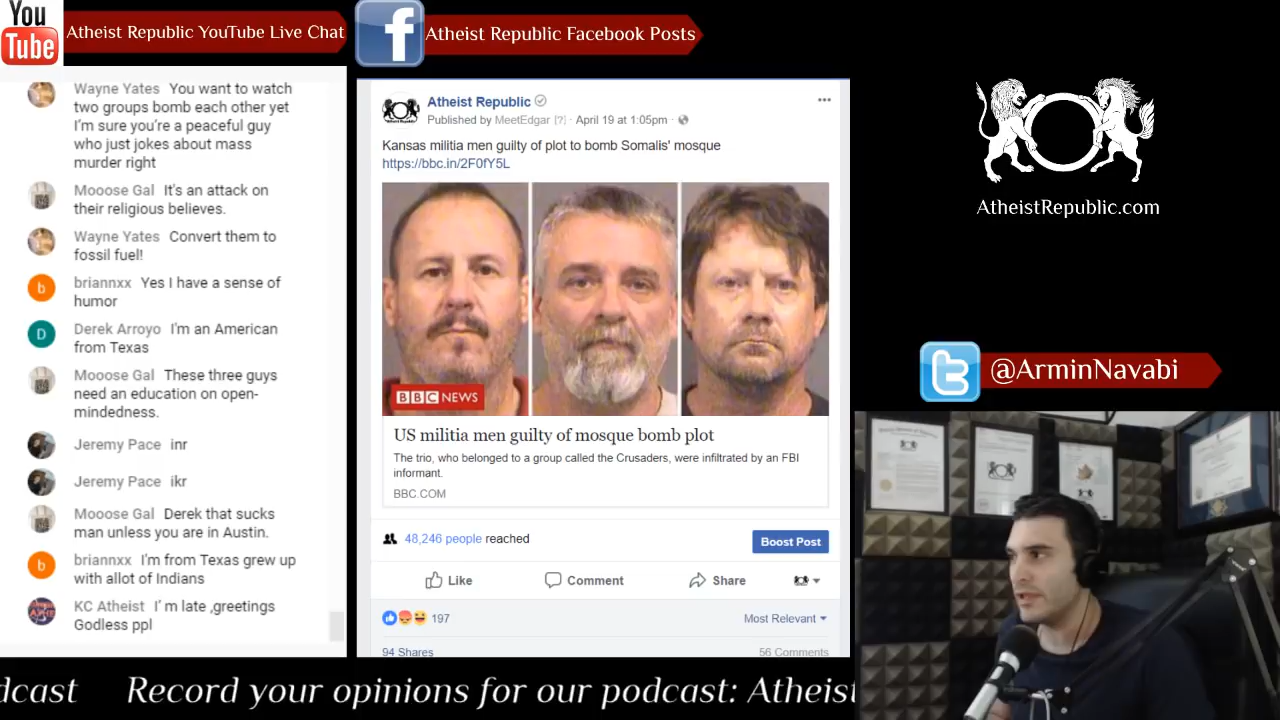 You
Tube
Atheist Republic YouTube Live Chat
f
Atheist Republic Facebook Posts
Wayne Yates You want to watch
two groups bomb each other yet
I'm sure you're a peaceful guy
who just jokes about mass
murder right
Mooose Gal It's an attack on
their religious believes.
Wayne Yates Convert them to
fossil fuel!
b
briannxx Yes I have a sense of
humor
D
Derek Arroyo I'm an American
from Texas
Mooose Gal These three guys
need an education on open-
mindedness.
Jeremy Pace inr
Jeremy Pace ikr
Mooose Gal Derek that sucks
man unless you are in Austin.
b
briannxx I'm from Texas grew up
with allot of Indians
KC Atheist I' m late ,greetings
Godless ppl
Atheist Republic
Published by MeetEdgar [?] · April 19 at 1:05pm ·
Kansas militia men guilty of plot to bomb Somalis' mosque
https://bbc.in/2F0fY5L
BBC NEWS
US militia men guilty of mosque bomb plot
The trio, who belonged to a group called the Crusaders, were infiltrated by an FBI
informant.
BBC.COM
48,246 people reached
Boost Post
Like
Comment
Share
197
Most Relevant
94 Shares
56 Comments
AtheistRepublic.com
@ArminNavabi
dcast Record your opinions for our podcast: Atheist